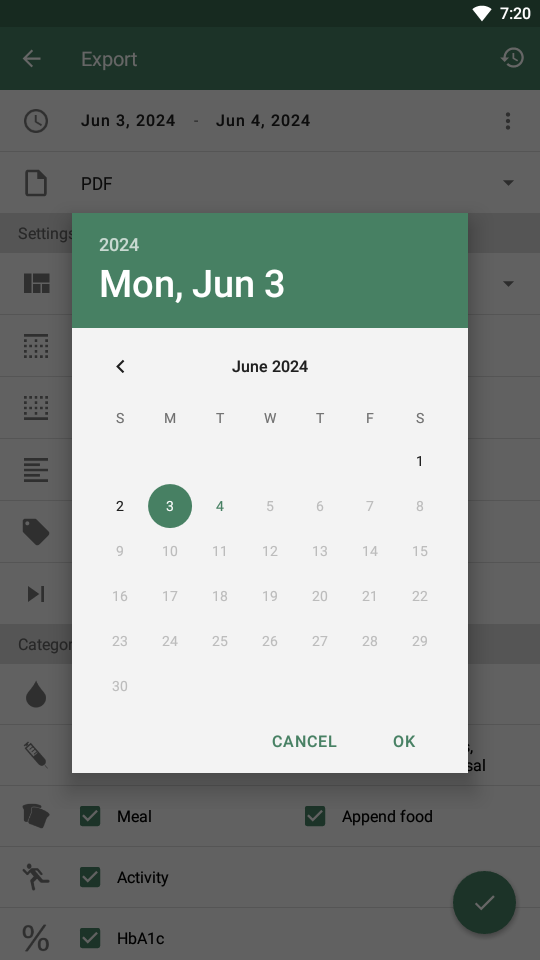 7:20
Export
Jun 3, 2024 - Jun 4, 2024
PDF
Settings
2024
Mon, Jun 3
June 2024
S M T W T F S
1
2 3 4 5 6 7 8
9 10 11 12 13 14 15
16 17 18 19 20 21 22
23 24 25 26 27 28 29
30
CANCEL OK
Meal Append food
Activity
HbA1c